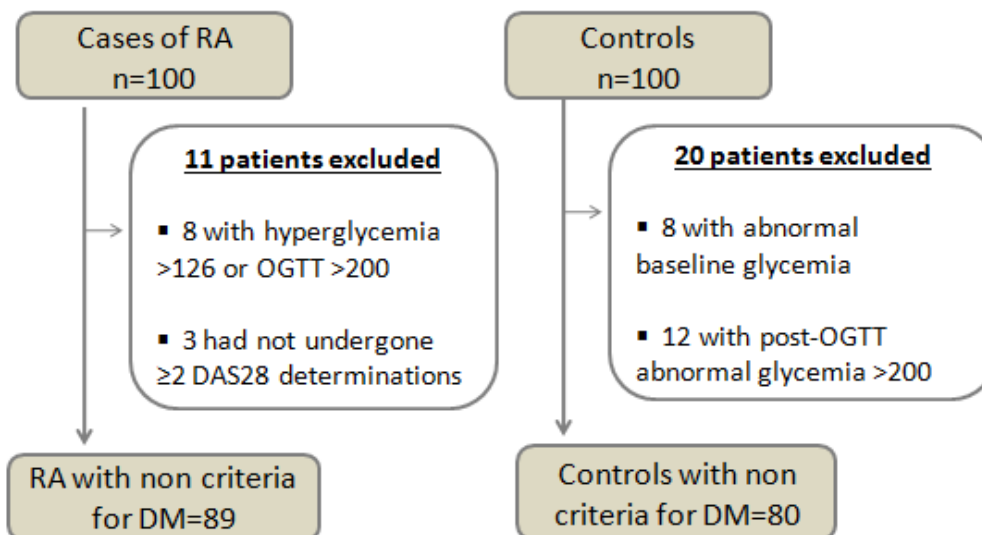 Cases of RA
n=100
11 patients excluded
▪ 8 with hyperglycemia
>126 or OGTT >200
▪ 3 had not undergone
≥2 DAS28 determinations
RA with non criteria
for DM=89
Controls
n=100
20 patients excluded
▪ 8 with abnormal
baseline glycemia
▪ 12 with post-OGTT
abnormal glycemia >200
Controls with non
criteria for DM=80